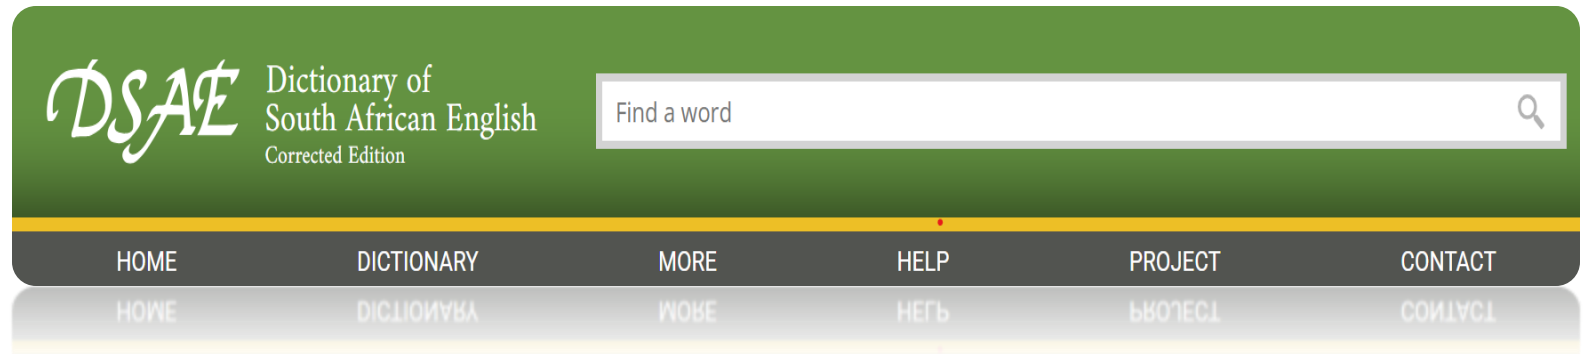 DSAE
Dictionary of
South African English
Corrected Edition
Find a word
HOME DICTIONARY MORE HELP PROJECT CONTACT